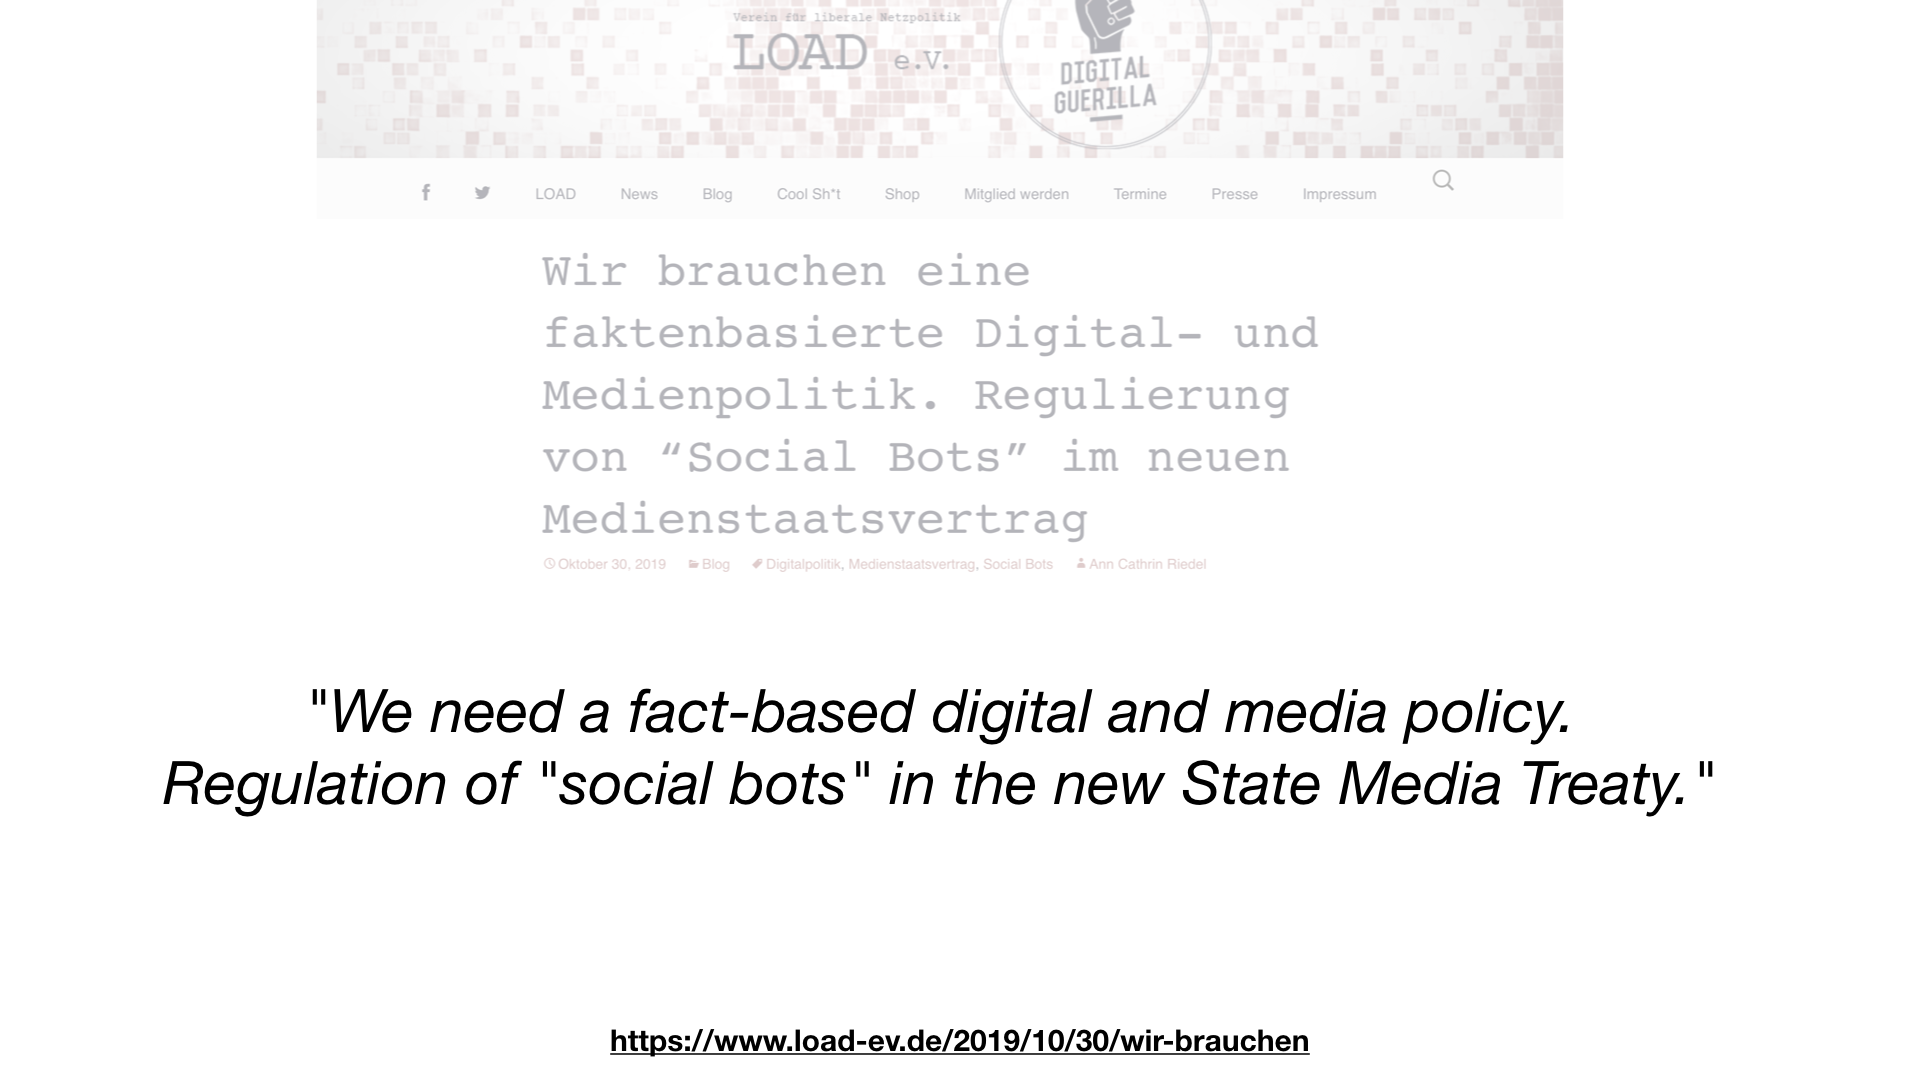 Verein für liberale Netzpolitik
LOAD e.V.
DIGITAL
GUERILLA
LOAD News Blog Cool Sh*t Shop Mitglied werden Termine Presse Impressum
Wir brauchen eine
faktenbasierte Digital- und
Medienpolitik. Regulierung
von “Social Bots” im neuen
Medienstaatsvertrag
Oktober 30, 2019 Blog Digitalpolitik, Medienstaatsvertrag, Social Bots Ann Cathrin Riedel
"We need a fact-based digital and media policy.
Regulation of "social bots" in the new State Media Treaty."
https://www.load-ev.de/2019/10/30/wir-brauchen